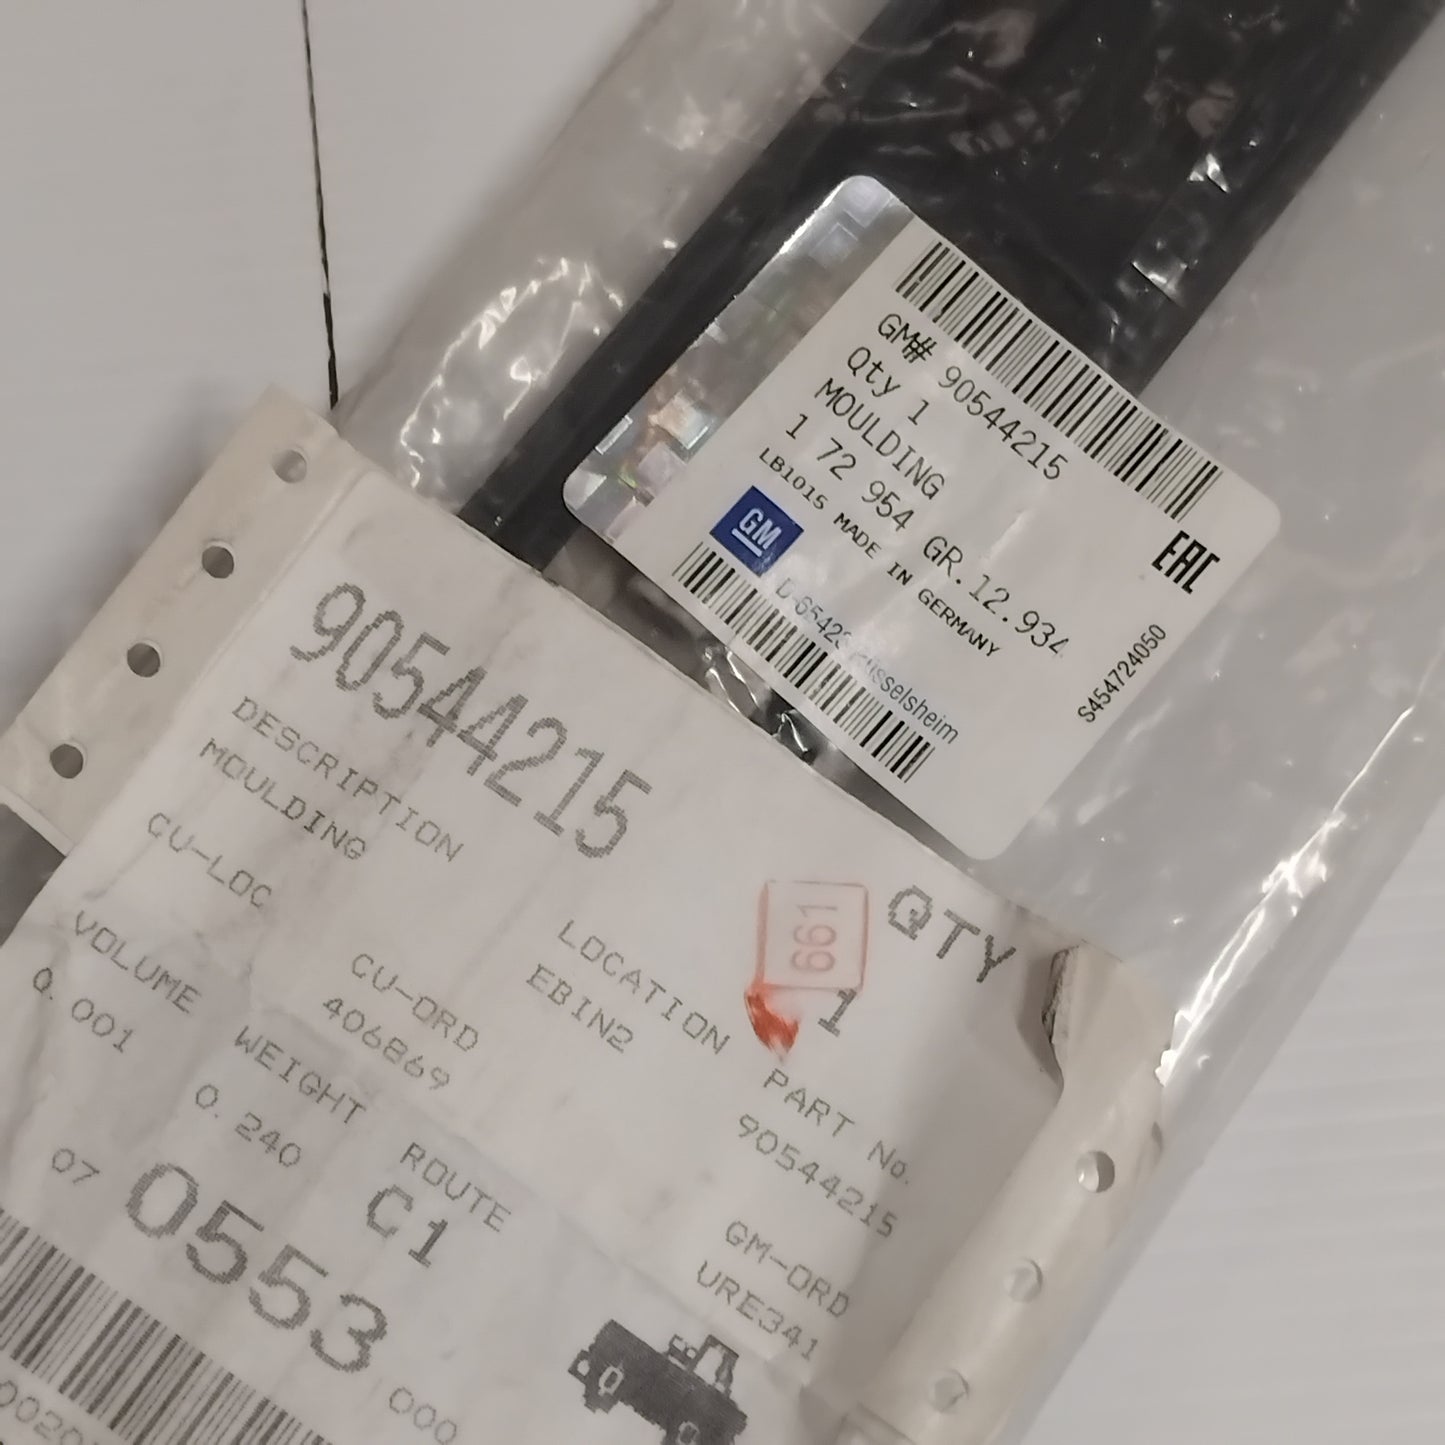 GM# 90544215
Qty 1
MOULDING
1 72 954 GR.12.934
LB1015 MADE IN GERMANY
GM
EAC
S454724050
90544215
DESCRIPTION
MOULDING
QTY
1
661
CU-LOC
LOCATION
EBIN2
CU-ORD
406869
VOLUME
0.001
WEIGHT
0.240
PART No.
90544215
ROUTE
C1
GM-ORD
URE341
07 0553 000